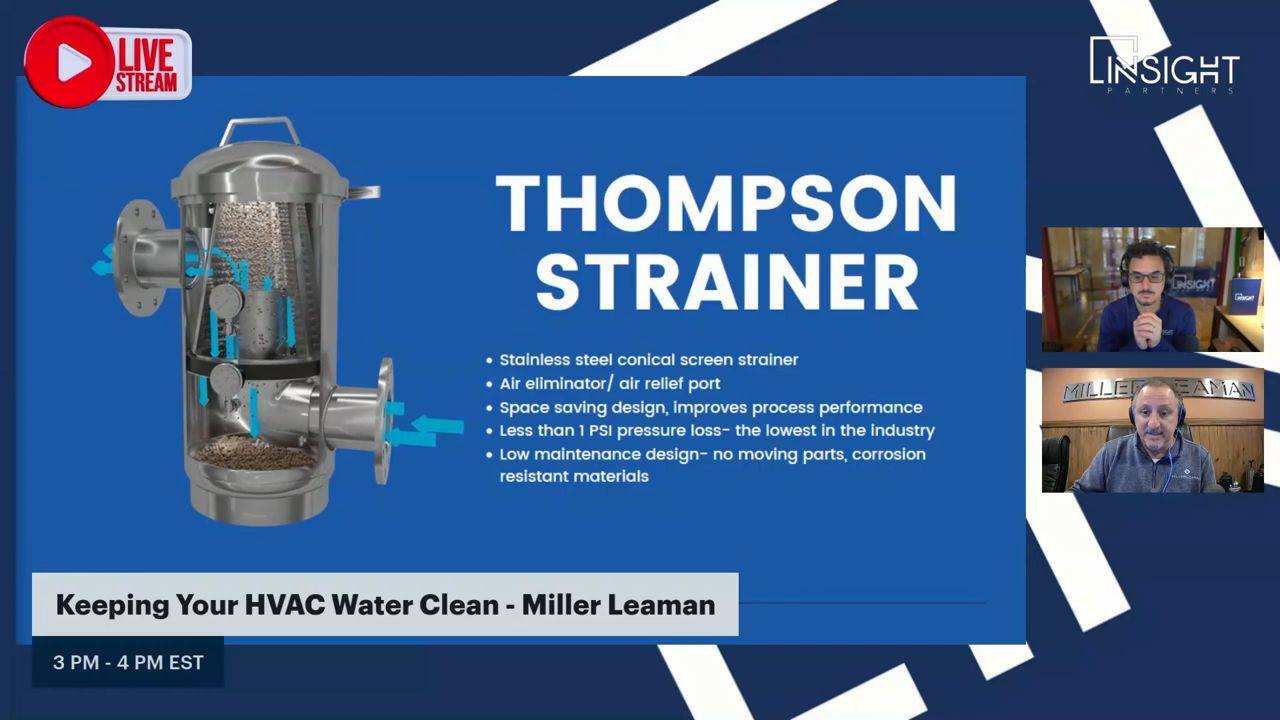 LIVE
STREAM
INSIGHT
PARTNERS
THOMPSON
STRAINER
• Stainless steel conical screen strainer
• Air eliminator/ air relief port
• Space saving design, improves process performance
• Less than 1 PSI pressure loss- the lowest in the industry
• Low maintenance design- no moving parts, corrosion
resistant materials
INSIGHT
INSIGHT
MILLER LEAMAN
Keeping Your HVAC Water Clean - Miller Leaman
3 PM - 4 PM EST